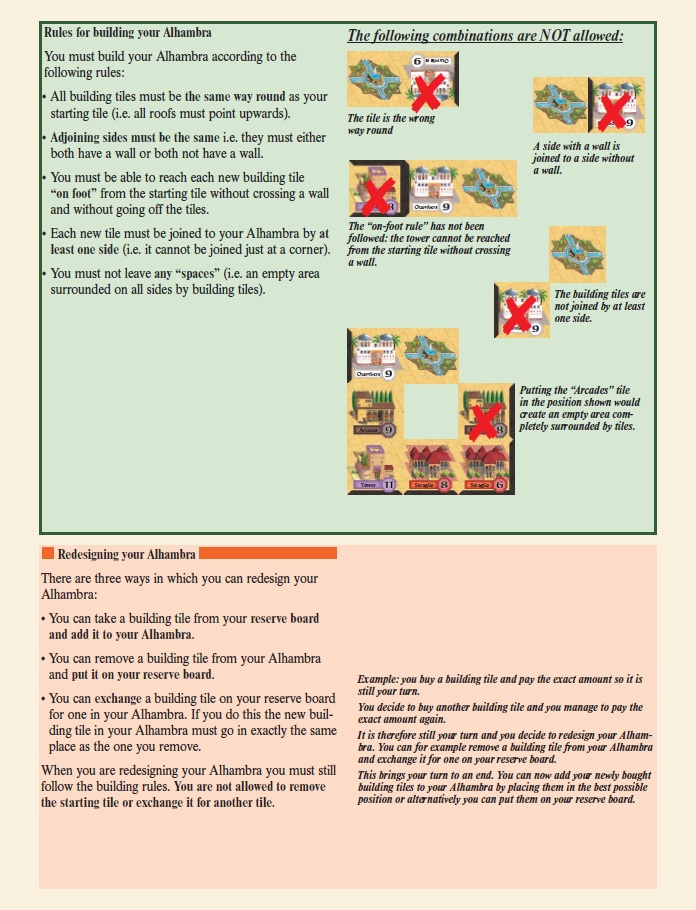 Rules for building your Alhambra
You must build your Alhambra according to the
following rules:
• All building tiles must be the same way round as your
starting tile (i.e. all roofs must point upwards).
• Adjoining sides must be the same i.e. they must either
both have a wall or both not have a wall.
• You must be able to reach each new building tile
“on foot” from the starting tile without crossing a wall
and without going off the tiles.
• Each new tile must be joined to your Alhambra by at
least one side (i.e. it cannot be joined just at a corner).
• You must not leave any “spaces” (i.e. an empty area
surrounded on all sides by building tiles).
The following combinations are NOT allowed:
9
The tile is the wrong
way round
9
A side with a wall is
joined to a side without
a wall.
8
Chambers 9
The “on-foot rule” has not been
followed: the tower cannot be reached
from the starting tile without crossing
a wall.
9
The building tiles are
not joined by at least
one side.
Chambers 9
Arcades 9
8
Tower 11
Seraglio 8
Seraglio 6
Putting the “Arcades” tile
in the position shown would
create an empty area com-
pletely surrounded by tiles.
Redesigning your Alhambra
There are three ways in which you can redesign your
Alhambra:
• You can take a building tile from your reserve board
and add it to your Alhambra.
• You can remove a building tile from your Alhambra
and put it on your reserve board.
• You can exchange a building tile on your reserve board
for one in your Alhambra. If you do this the new buil-
ding tile in your Alhambra must go in exactly the same
place as the one you remove.
When you are redesigning your Alhambra you must still
follow the building rules. You are not allowed to remove
the starting tile or exchange it for another tile.
Example: you buy a building tile and pay the exact amount so it is
still your turn.
You decide to buy another building tile and you manage to pay the
exact amount again.
It is therefore still your turn and you decide to redesign your Alham-
bra. You can for example remove a building tile from your Alhambra
and exchange it for one on your reserve board.
This brings your turn to an end. You can now add your newly bought
building tiles to your Alhambra by placing them in the best possible
position or alternatively you can put them on your reserve board.